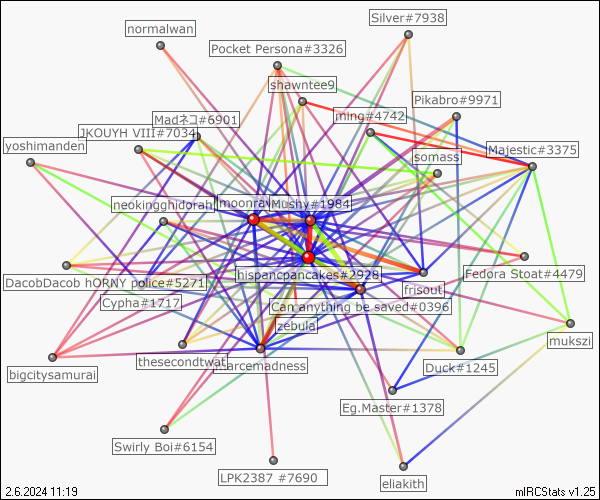 Silver#7938
normalwan
Pocket Persona#3326
shawntee9
Pikabro#9971
ming#4742
Madネコ#6901
JKOUYH VIII#7034
yoshimanden
Majestic#3375
somass
neokingghidorah
moonray
Mushy#1984
hispancpancakes#2928
Fedora Stoat#4479
DacobDacob hORNY police#5271
frisout
Cypha#1717
Can anything be saved#0396
zebula
mukszi
thesecondtwat
arcemadness
Duck#1245
bigcitysamurai
Eg.Master#1378
Swirly Boi#6154
LPK2387 #7690
eliakith
2.6.2024 11:19
mIRCStats v1.25